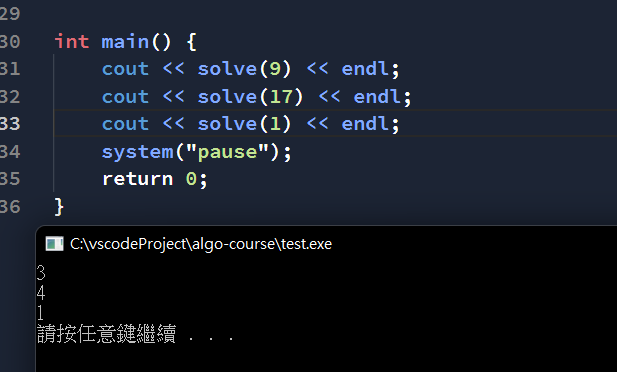 29
30 int main() {
31 cout << solve(9) << endl;
32 cout << solve(17) << endl;
33 cout << solve(1) << endl;
34 system("pause");
35 return 0;
36 }
C:\vscodeProject\algo-course\test.exe
3
4
1
請按任意鍵繼續 . . .